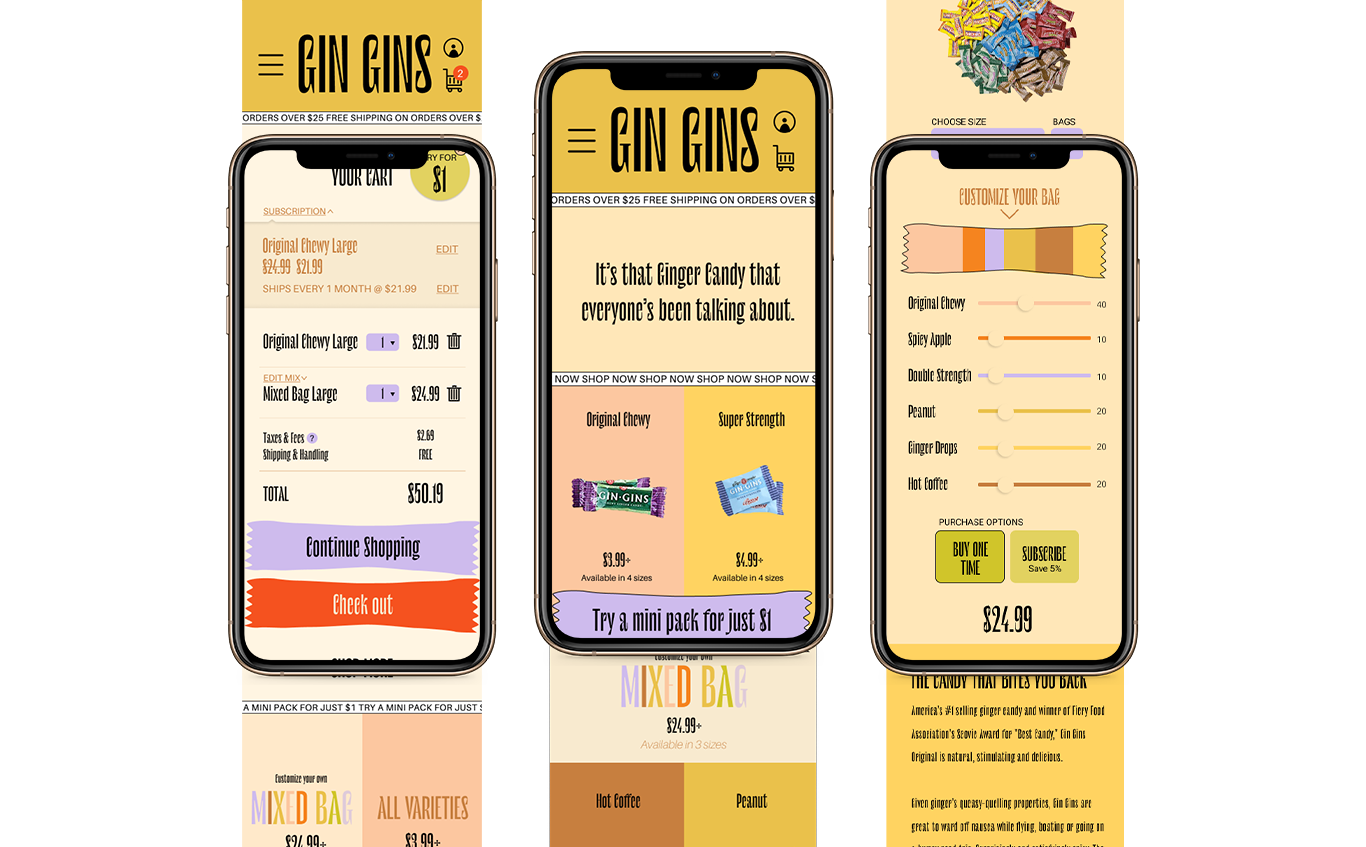 GIN GINS
2
ORDERS OVER $25 FREE SHIPPING ON ORDERS OVER $
RY FOR
$1
YOUR CART
SUBSCRIPTION
Original Chewy Large
EDIT
$24.99 $21.99
SHIPS EVERY 1 MONTH @ $21.99
EDIT
Original Chewy Large
1
$21.99
EDIT MIX
Mixed Bag Large
1
$24.99
Taxes & Fees ?
$2.69
Shipping & Handling
FREE
TOTAL
$50.19
Continue Shopping
Check out
SHOP MORE
A MINI PACK FOR JUST $1 TRY A MINI PACK FOR JUST $
Customize your own
MIXED BAG
$24.99+
ALL VARIETIES
$3.99+
GIN GINS
ORDERS OVER $25 FREE SHIPPING ON ORDERS OVER $
It's that Ginger Candy that
everyone's been talking about.
NOW SHOP NOW SHOP NOW SHOP NOW SHOP NOW S
Original Chewy
Super Strength
GIN·GINS
GIN·GINS
$3.99+
$4.99+
Available in 4 sizes
Available in 4 sizes
Try a mini pack for just $1
Customize your own
MIXED BAG
$24.99+
Available in 3 sizes
Hot Coffee
Peanut
CHOOSE SIZE
BAGS
CUSTOMIZE YOUR BAG
Original Chewy
40
Spicy Apple
10
Double Strength
10
Peanut
20
Ginger Drops
20
Hot Coffee
20
PURCHASE OPTIONS
BUY ONE
TIME
SUBSCRIBE
Save 5%
$24.99
THE CANDY THAT BITES YOU BACK
America's #1 selling ginger candy and winner of Fiery Food
Association's Scovie Award for "Best Candy," Gin Gins
Original is natural, stimulating and delicious.
Given ginger's queasy-quelling properties, Gin Gins are
great to ward off nausea while flying, boating or going on